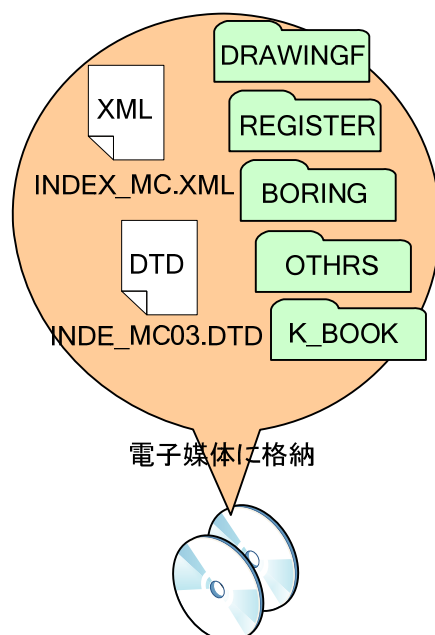 DRAWINGF
XML
REGISTER
INDEX_MC.XML
BORING
DTD
OTHRS
INDE_MC03.DTD
K_BOOK
電子媒体に格納